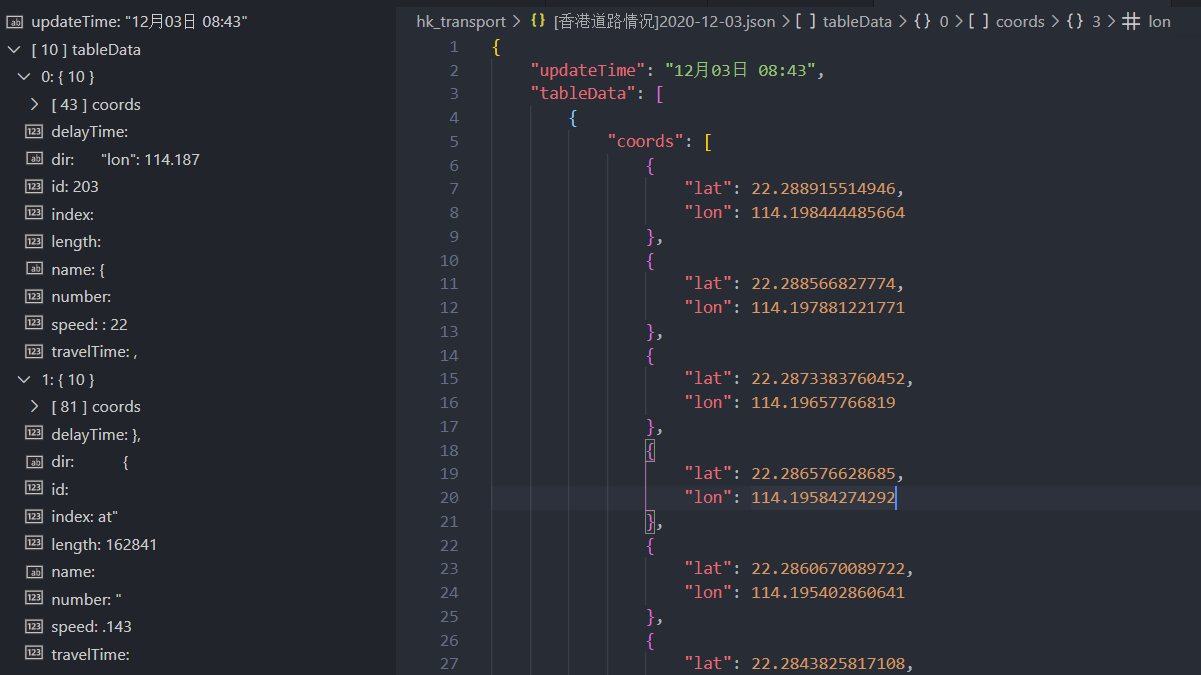 updateTime: "12月03日 08:43"
[ 10 ] tableData
0: { 10 }
[ 43 ] coords
delayTime:
dir: "lon": 114.187
id: 203
index:
length:
name: {
number:
speed: : 22
travelTime: ,
1: { 10 }
[ 81 ] coords
delayTime: },
dir: {
id:
index: at"
length: 162841
name:
number: "
speed: .143
travelTime:
hk_transport > {} [香港道路情况]2020-12-03.json > [ ] tableData > {} 0 > [ ] coords > {} 3 > # lon
1 {
2 "updateTime": "12月03日 08:43",
3 "tableData": [
4 {
5 "coords": [
6 {
7 "lat": 22.288915514946,
8 "lon": 114.198444485664
9 },
10 {
11 "lat": 22.288566827774,
12 "lon": 114.197881221771
13 },
14 {
15 "lat": 22.2873383760452,
16 "lon": 114.19657766819
17 },
18 {
19 "lat": 22.286576628685,
20 "lon": 114.19584274292
21 },
22 {
23 "lat": 22.2860670089722,
24 "lon": 114.195402860641
25 },
26 {
27 "lat": 22.2843825817108,